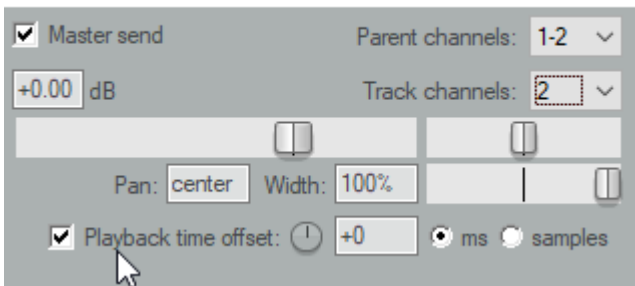 Master send Parent channels: 1-2
+0.00 dB Track channels: 2
Pan: center Width: 100%
Playback time offset: +0 ms samples